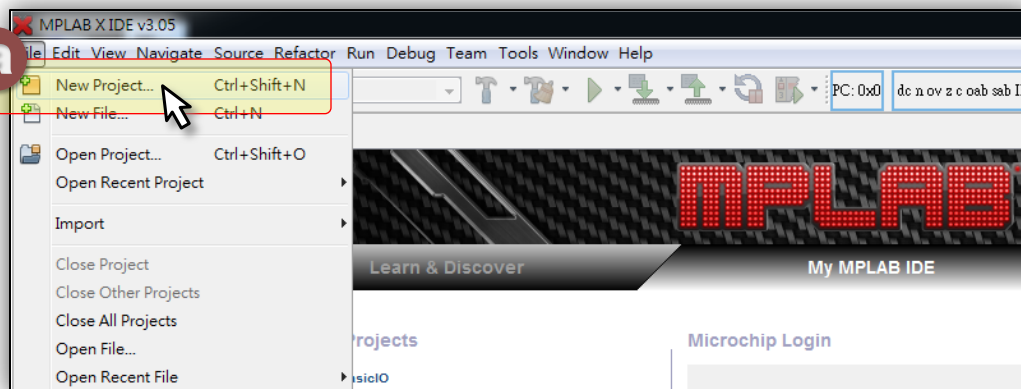 MPLAB X IDE v3.05
a
File Edit View Navigate Source Refactor Run Debug Team Tools Window Help
New Project... Ctrl+Shift+N
PC: 0x0 dc n ov z c oab sab I
New File... Ctrl+N
Open Project... Ctrl+Shift+O
Open Recent Project
MPLAB
Import
Learn & Discover
My MPLAB IDE
Close Project
Close Other Projects
Close All Projects
Projects
Microchip Login
Open File...
Open Recent File
asicIO